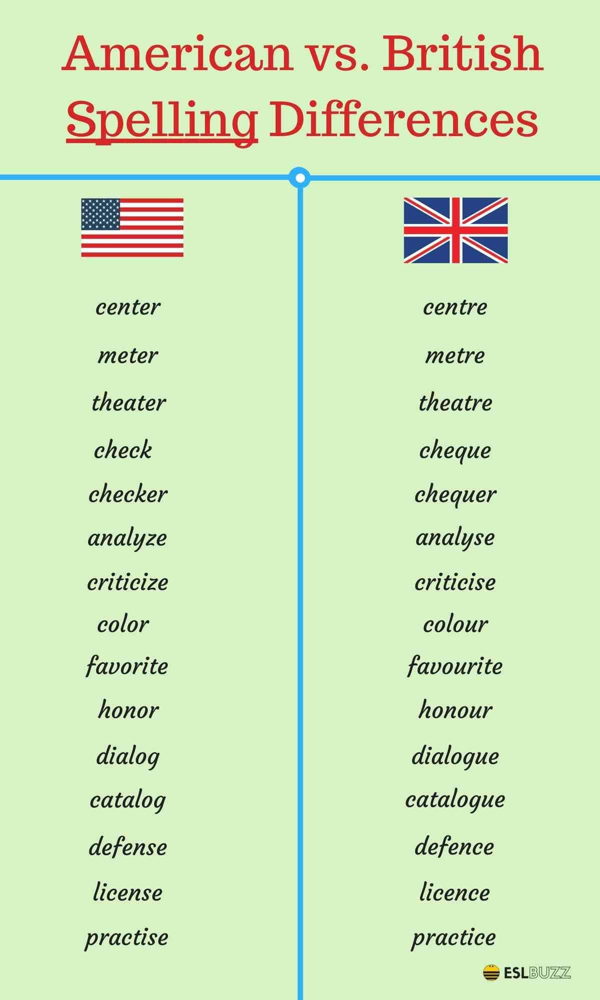 American vs. British
Spelling Differences
center centre
meter metre
theater theatre
check cheque
checker chequer
analyze analyse
criticize criticise
color colour
favorite favourite
honor honour
dialog dialogue
catalog catalogue
defense defence
license licence
practise practice
ESLBUZZ